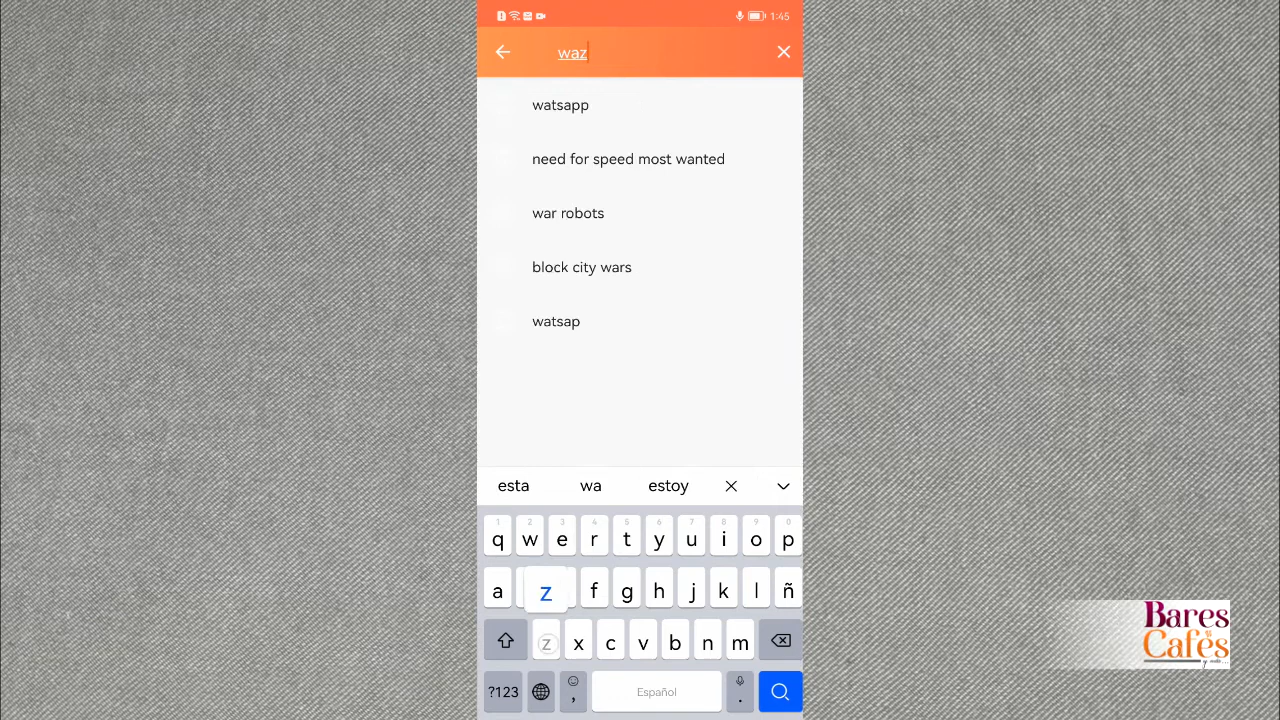 1:45
waz
watsapp
need for speed most wanted
war robots
block city wars
watsap
esta wa estoy
1 2 3 4 5 6 7 8 9 0
q w e r t y u i o p
a z f g h j k l ñ
z x c v b n m
?123 , Español .
Bares
Cafés
y más...